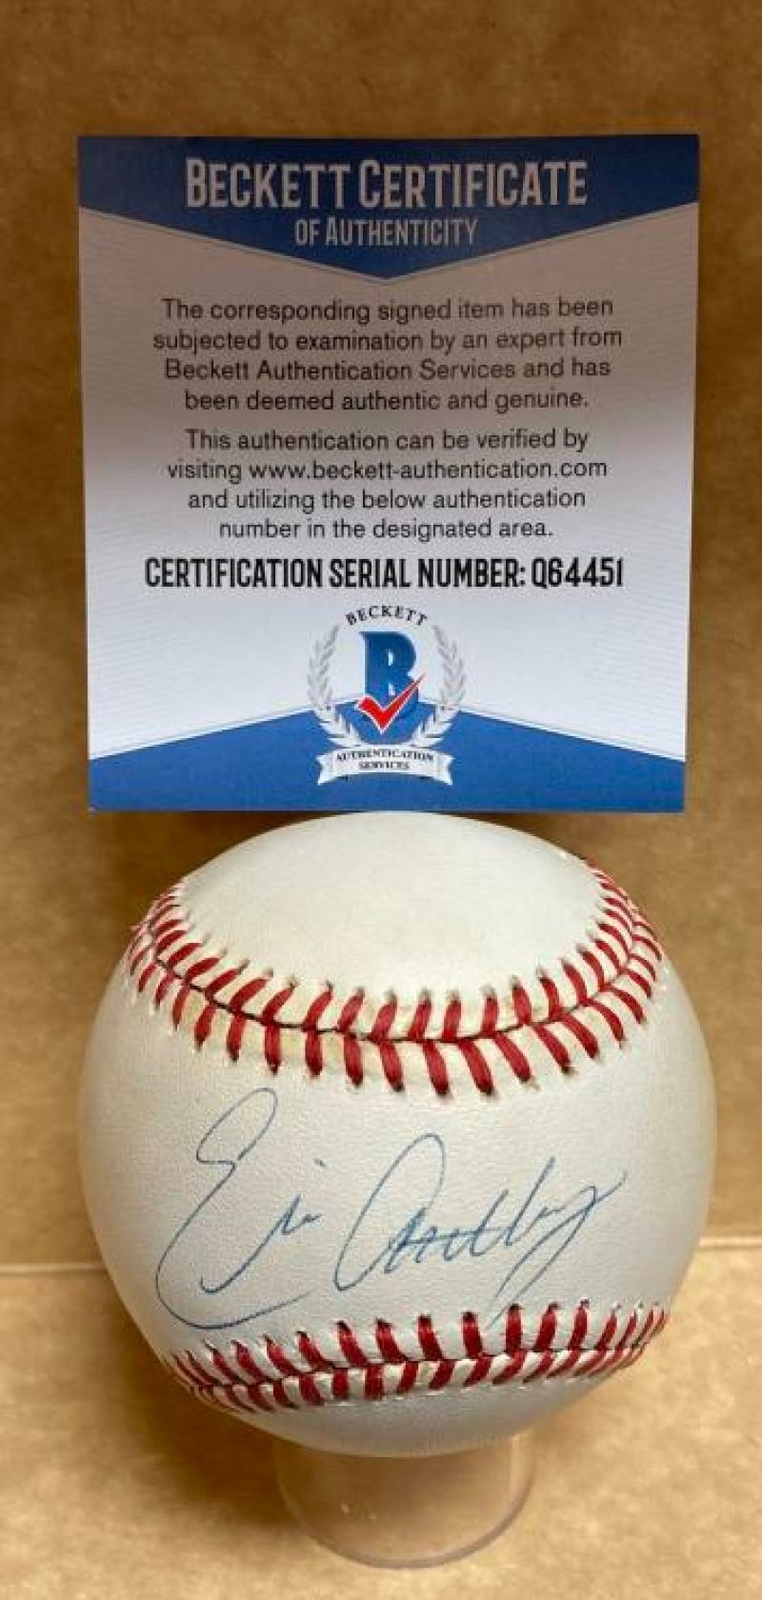 BECKETT CERTIFICATE
OF AUTHENTICITY
The corresponding signed item has been
subjected to examination by an expert from
Beckett Authentication Services and has
been deemed authentic and genuine.
This authentication can be verified by
visiting www.beckett-authentication.com
and utilizing the below authentication
number in the designated area.
CERTIFICATION SERIAL NUMBER: Q64451
BECKETT
B
AUTHENTICATION
SERVICES
Eric